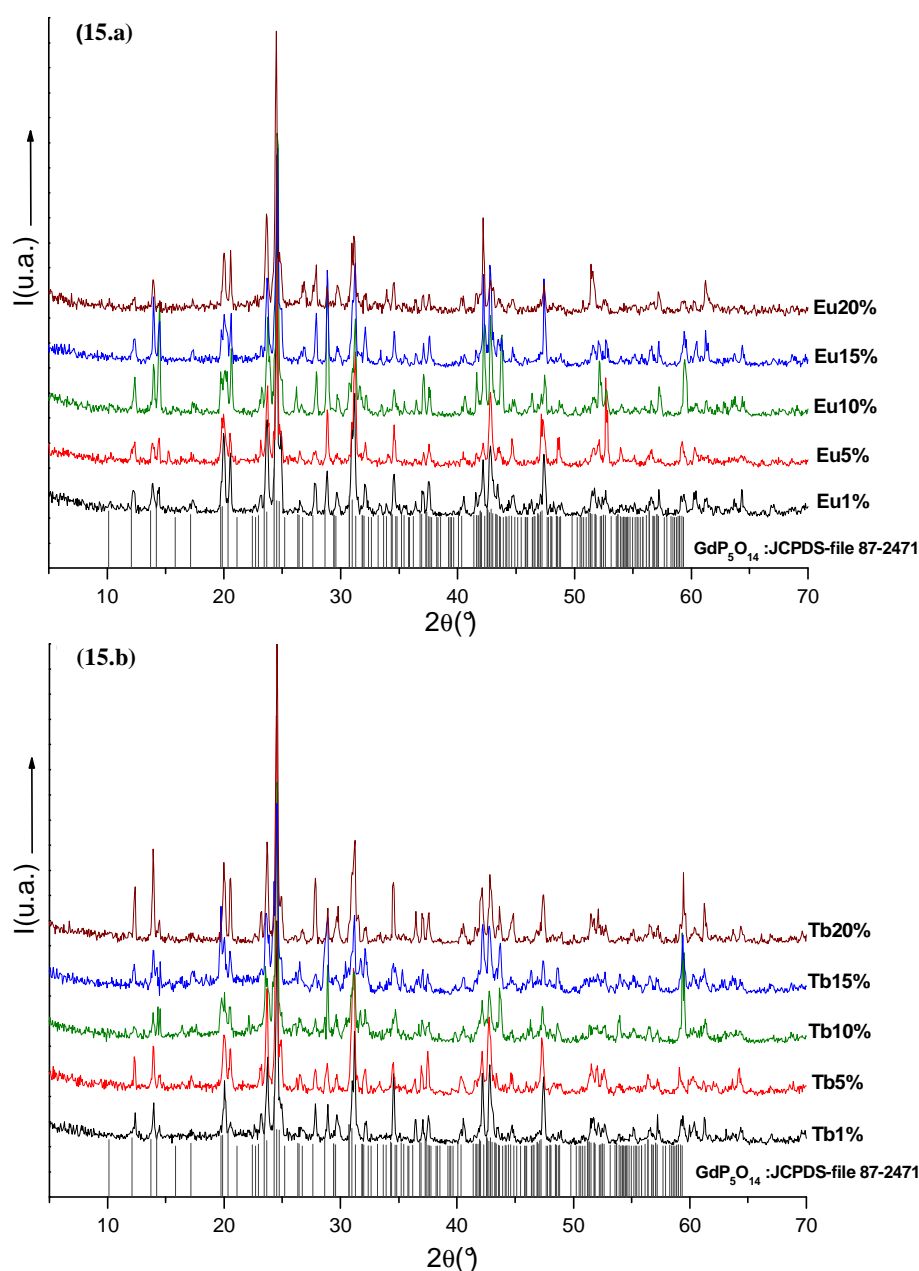 (15.a)
I(u.a.)
Eu20%
Eu15%
Eu10%
Eu5%
Eu1%
GdP5O14 :JCPDS-file 87-2471
10 20 30 40 50 60 70
2θ(°)
(15.b)
I(u.a.)
Tb20%
Tb15%
Tb10%
Tb5%
Tb1%
GdP5O14 :JCPDS-file 87-2471
10 20 30 40 50 60 70
2θ(°)